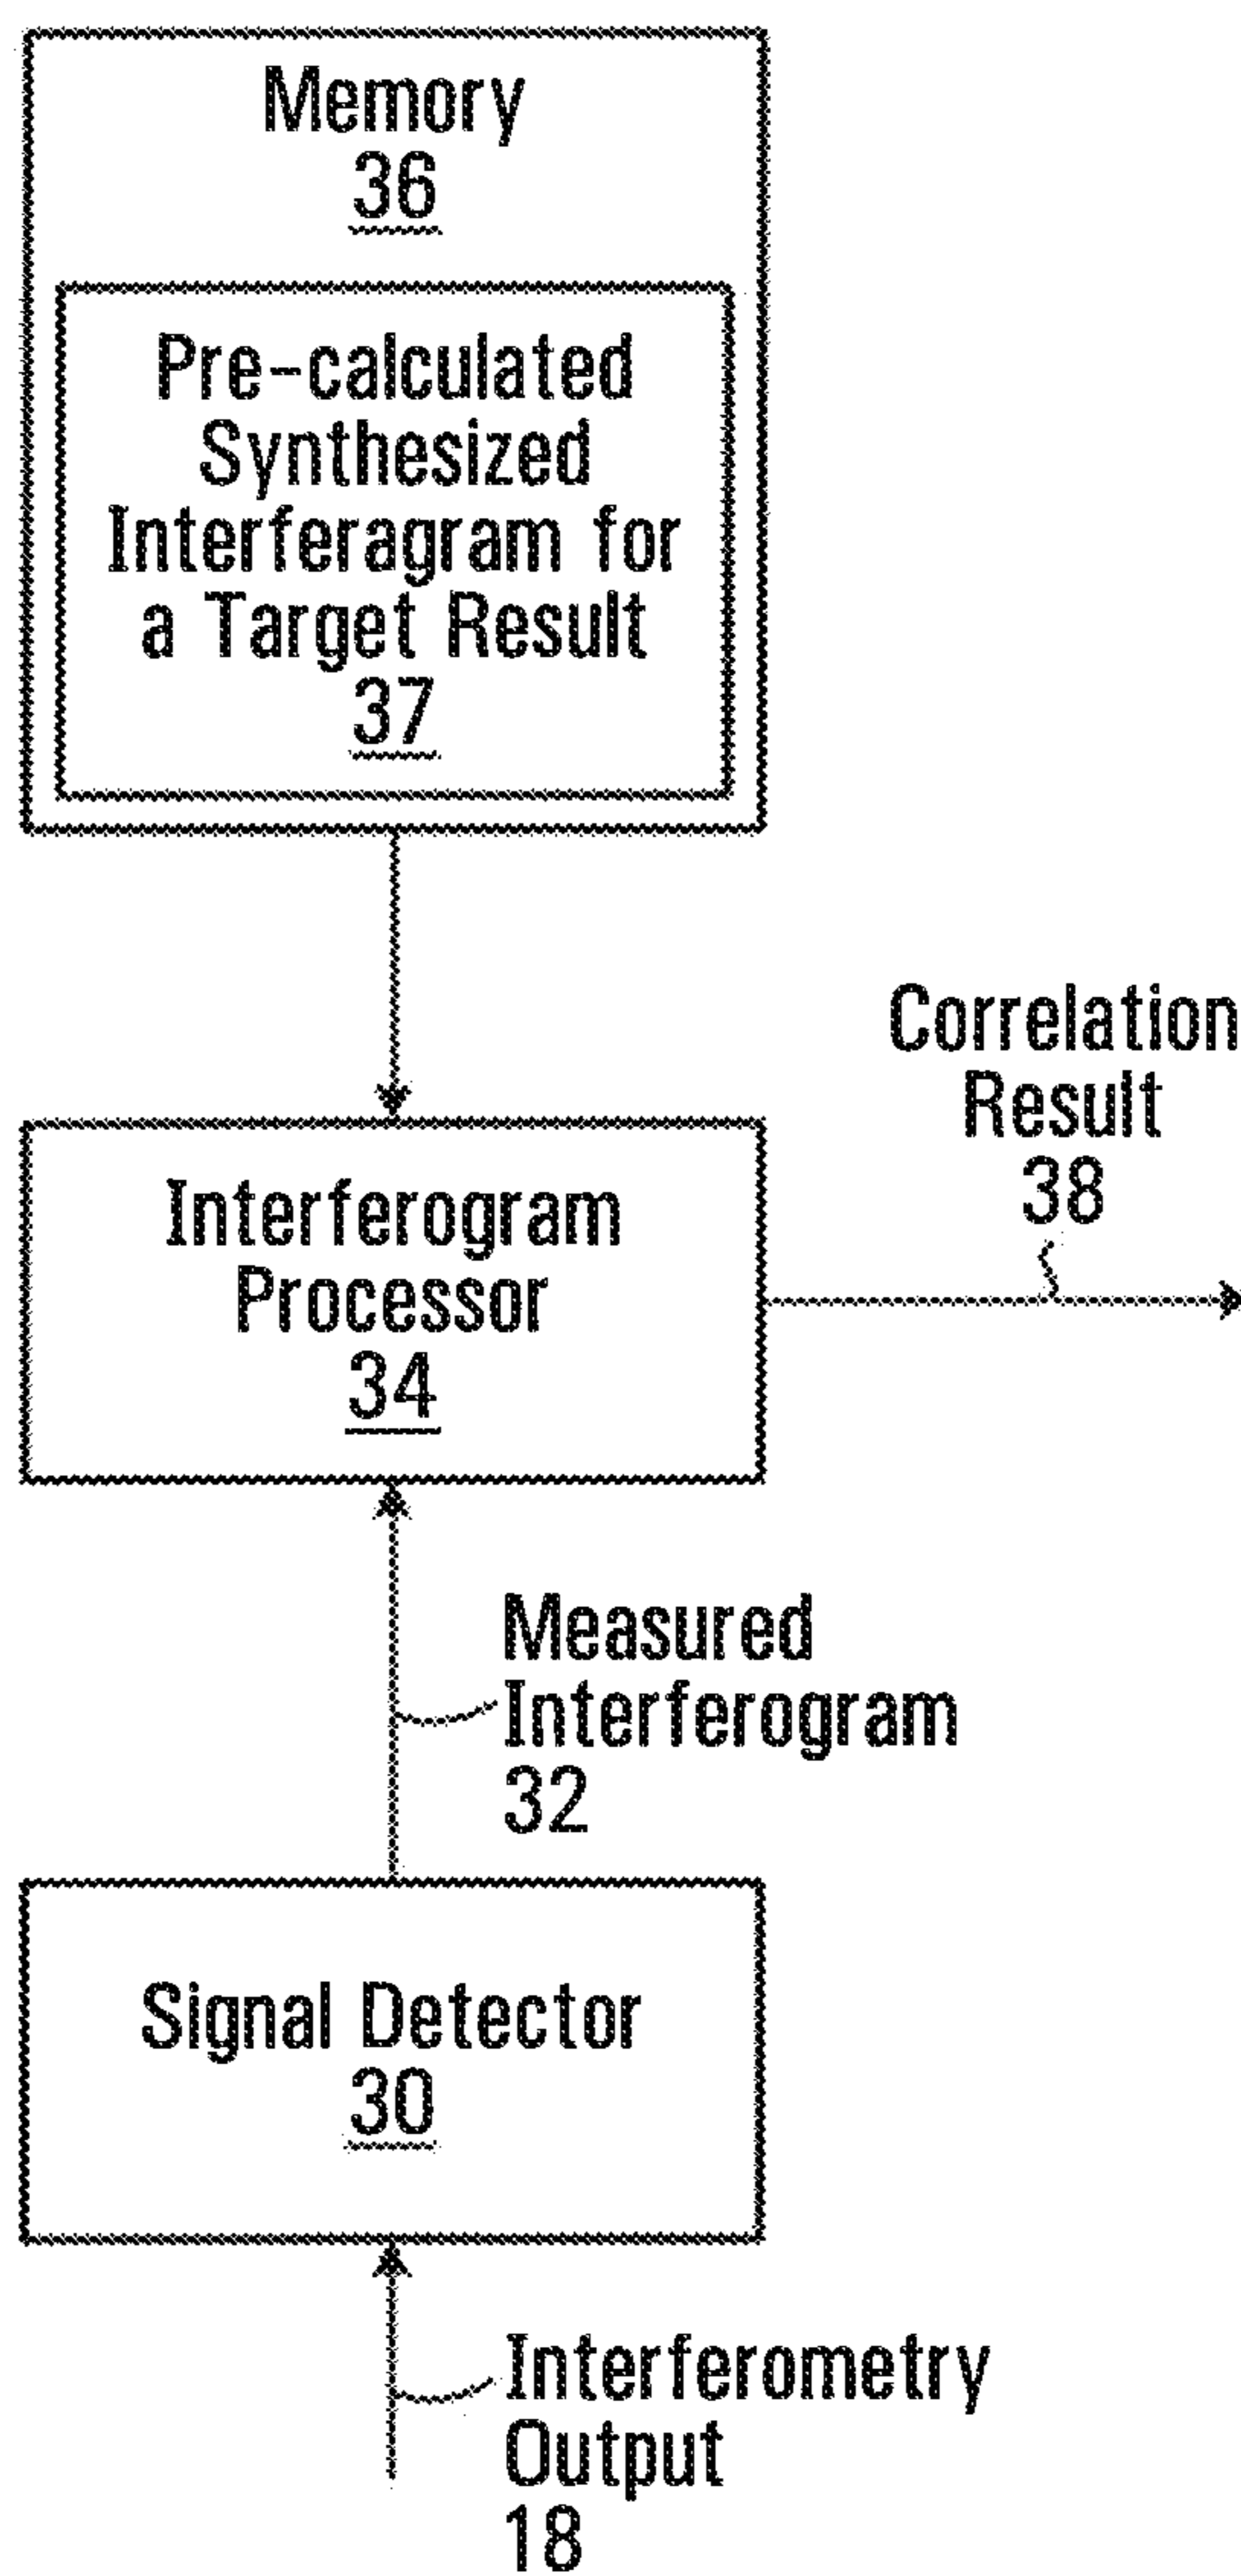 Memory
36
Pre-calculated
Synthesized
Interferagram for
a Target Result
37
Correlation
Result
38
Interferogram
Processor
34
Measured
Interferogram
32
Signal Detector
30
Interferometry
Output
18